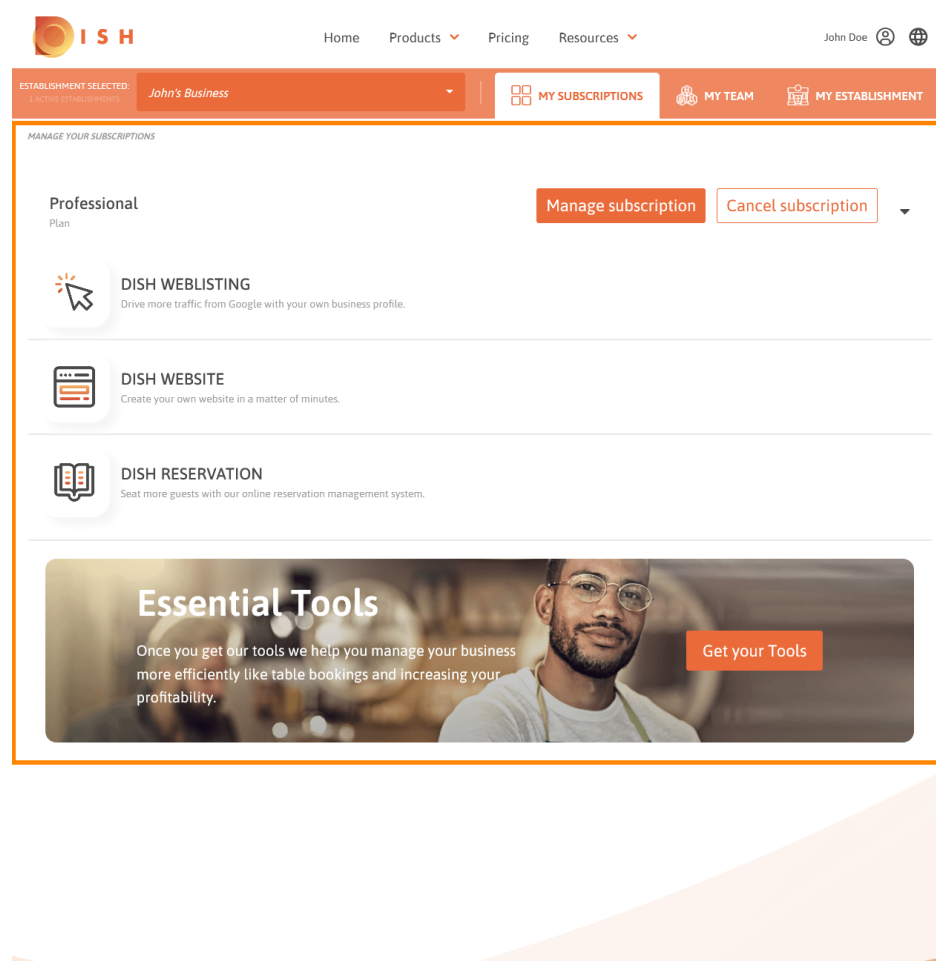 DISH
Home Products Pricing Resources John Doe
ESTABLISHMENT SELECTED:
1 ACTIVE ESTABLISHMENTS
John's Business
MY SUBSCRIPTIONS
MY TEAM
MY ESTABLISHMENT
MANAGE YOUR SUBSCRIPTIONS
Professional
Plan
Manage subscription
Cancel subscription
DISH WEBLISTING
Drive more traffic from Google with your own business profile.
DISH WEBSITE
Create your own website in a matter of minutes.
DISH RESERVATION
Seat more guests with our online reservation management system.
Essential Tools
Once you get our tools we help you manage your business
more efficiently like table bookings and increasing your
profitability.
Get your Tools